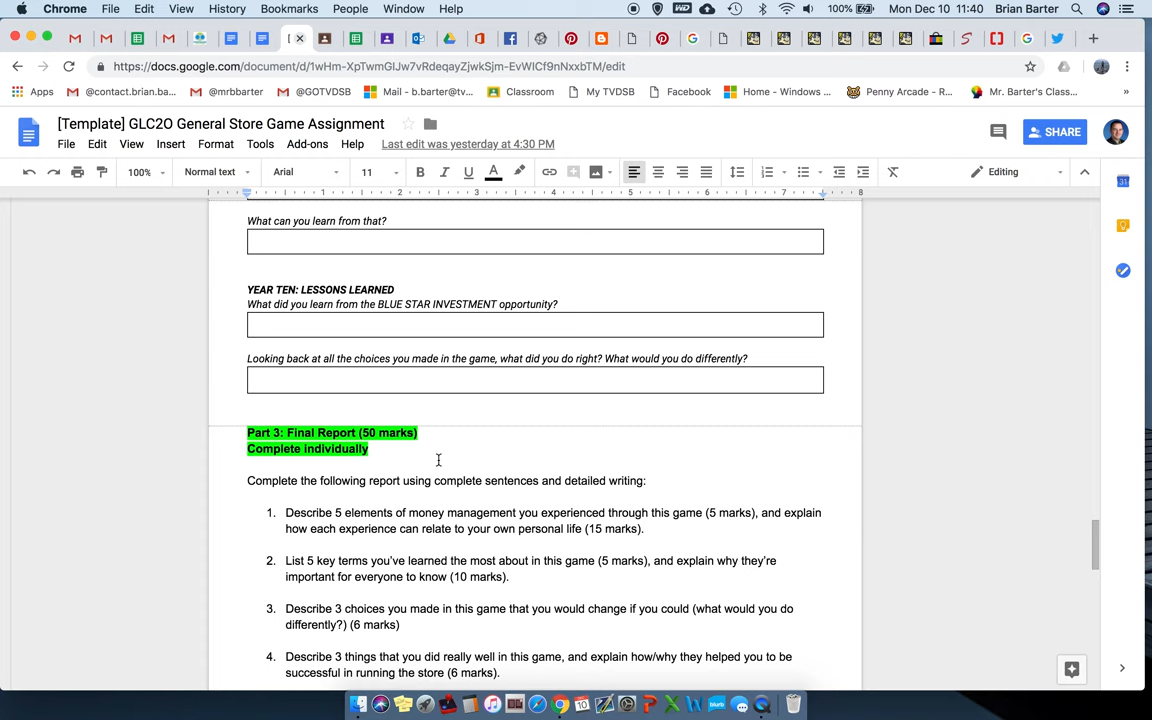 Chrome File Edit View History Bookmarks People Window Help 100% Mon Dec 10 11:40 Brian Barter
https://docs.google.com/document/d/1wHm-XpTwmGIJw7vRdeqayZjwkSjm-EvWICf9nNxxbTM/edit
Apps @contact.brian.ba... @mrbbarter @GOTVDSB Mail - b.barter@tv... Classroom My TVDSB Facebook Home - Windows ... Penny Arcade - R... Mr. Barter's Class... »
[Template] GLC2O General Store Game Assignment
File Edit View Insert Format Tools Add-ons Help Last edit was yesterday at 4:30 PM
SHARE
100% Normal text Arial 11 B I U A Editing
1 2 3 4 5 6 7 8
What can you learn from that?
YEAR TEN: LESSONS LEARNED
What did you learn from the BLUE STAR INVESTMENT opportunity?
Looking back at all the choices you made in the game, what did you do right? What would you do differently?
Part 3: Final Report (50 marks)
Complete individually
Complete the following report using complete sentences and detailed writing:
1. Describe 5 elements of money management you experienced through this game (5 marks), and explain
how each experience can relate to your own personal life (15 marks).
2. List 5 key terms you've learned the most about in this game (5 marks), and explain why they're
important for everyone to know (10 marks).
3. Describe 3 choices you made in this game that you would change if you could (what would you do
differently?) (6 marks)
4. Describe 3 things that you did really well in this game, and explain how/why they helped you to be
successful in running the store (6 marks).